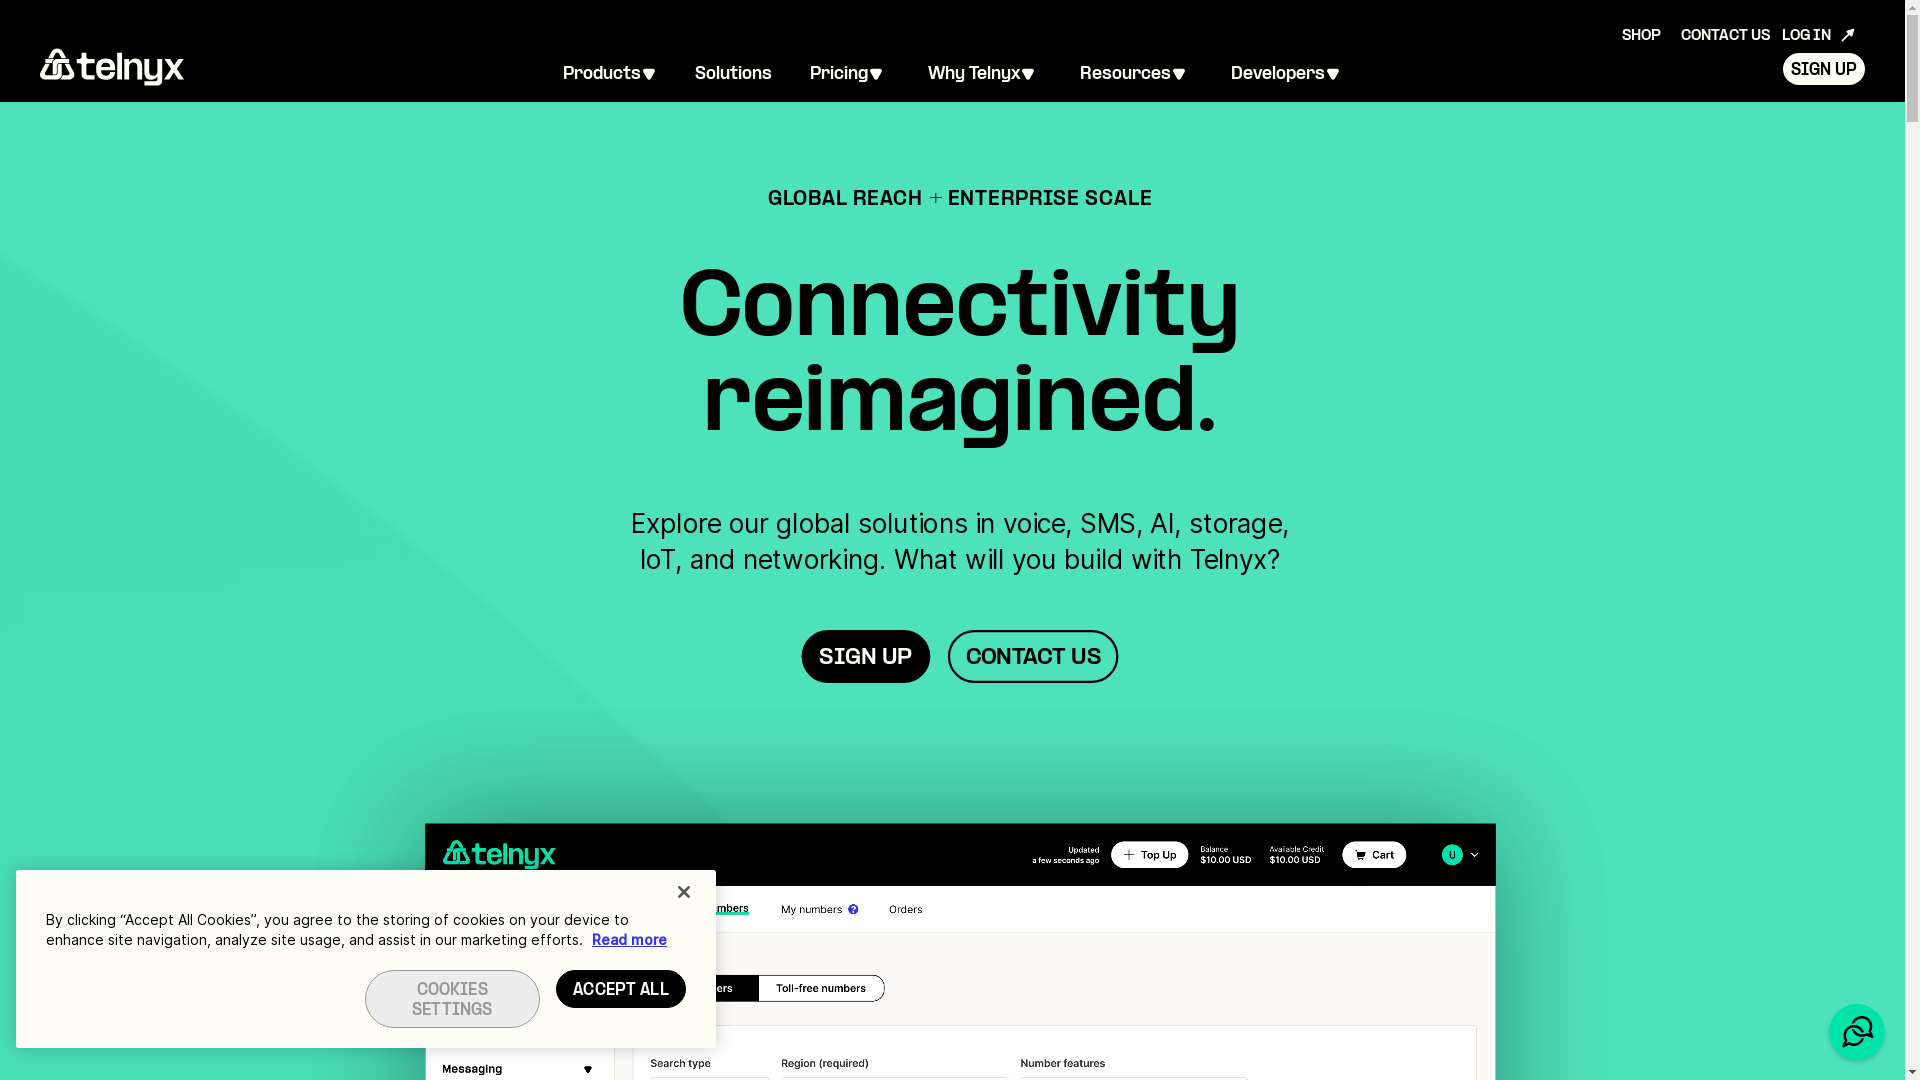 SHOP CONTACT US LOG IN
telnyx
Products Solutions Pricing Why Telnyx Resources Developers
SIGN UP
GLOBAL REACH + ENTERPRISE SCALE
Connectivity
reimagined.
Explore our global solutions in voice, SMS, AI, storage,
IoT, and networking. What will you build with Telnyx?
SIGN UP CONTACT US
telnyx
Updated
a few seconds ago
+ Top Up
Balance
$10.00 USD
Available Credit
$10.00 USD
Cart
U
My numbers ? Orders
Toll-free numbers
Search type Region (required) Number features
Messaging
By clicking “Accept All Cookies”, you agree to the storing of cookies on your device to
enhance site navigation, analyze site usage, and assist in our marketing efforts. Read more
COOKIES
SETTINGS
ACCEPT ALL